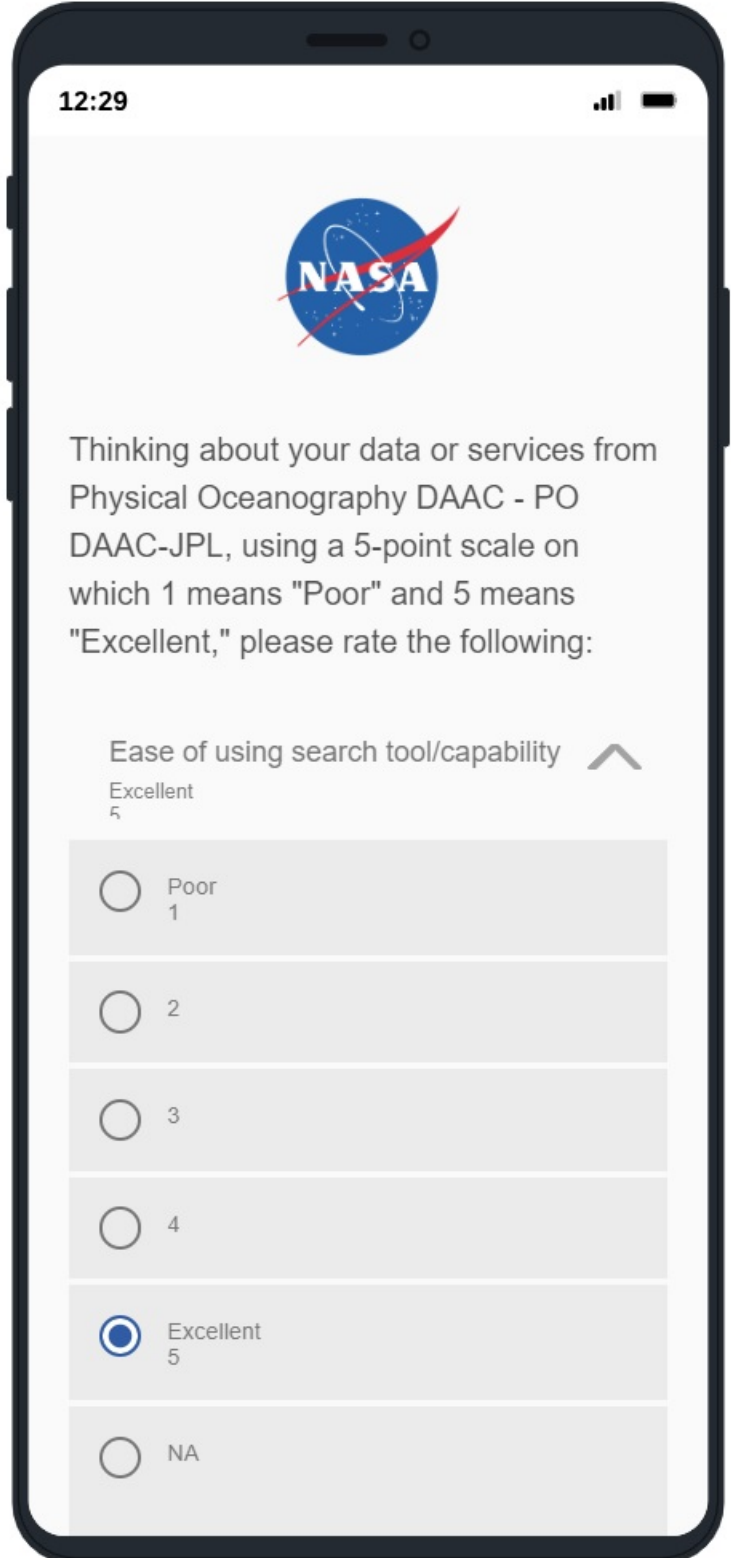 12:29
NASA
Thinking about your data or services from
Physical Oceanography DAAC - PO
DAAC-JPL, using a 5-point scale on
which 1 means "Poor" and 5 means
"Excellent," please rate the following:
Ease of using search tool/capability
Excellent
5
Poor
1
2
3
4
Excellent
5
NA